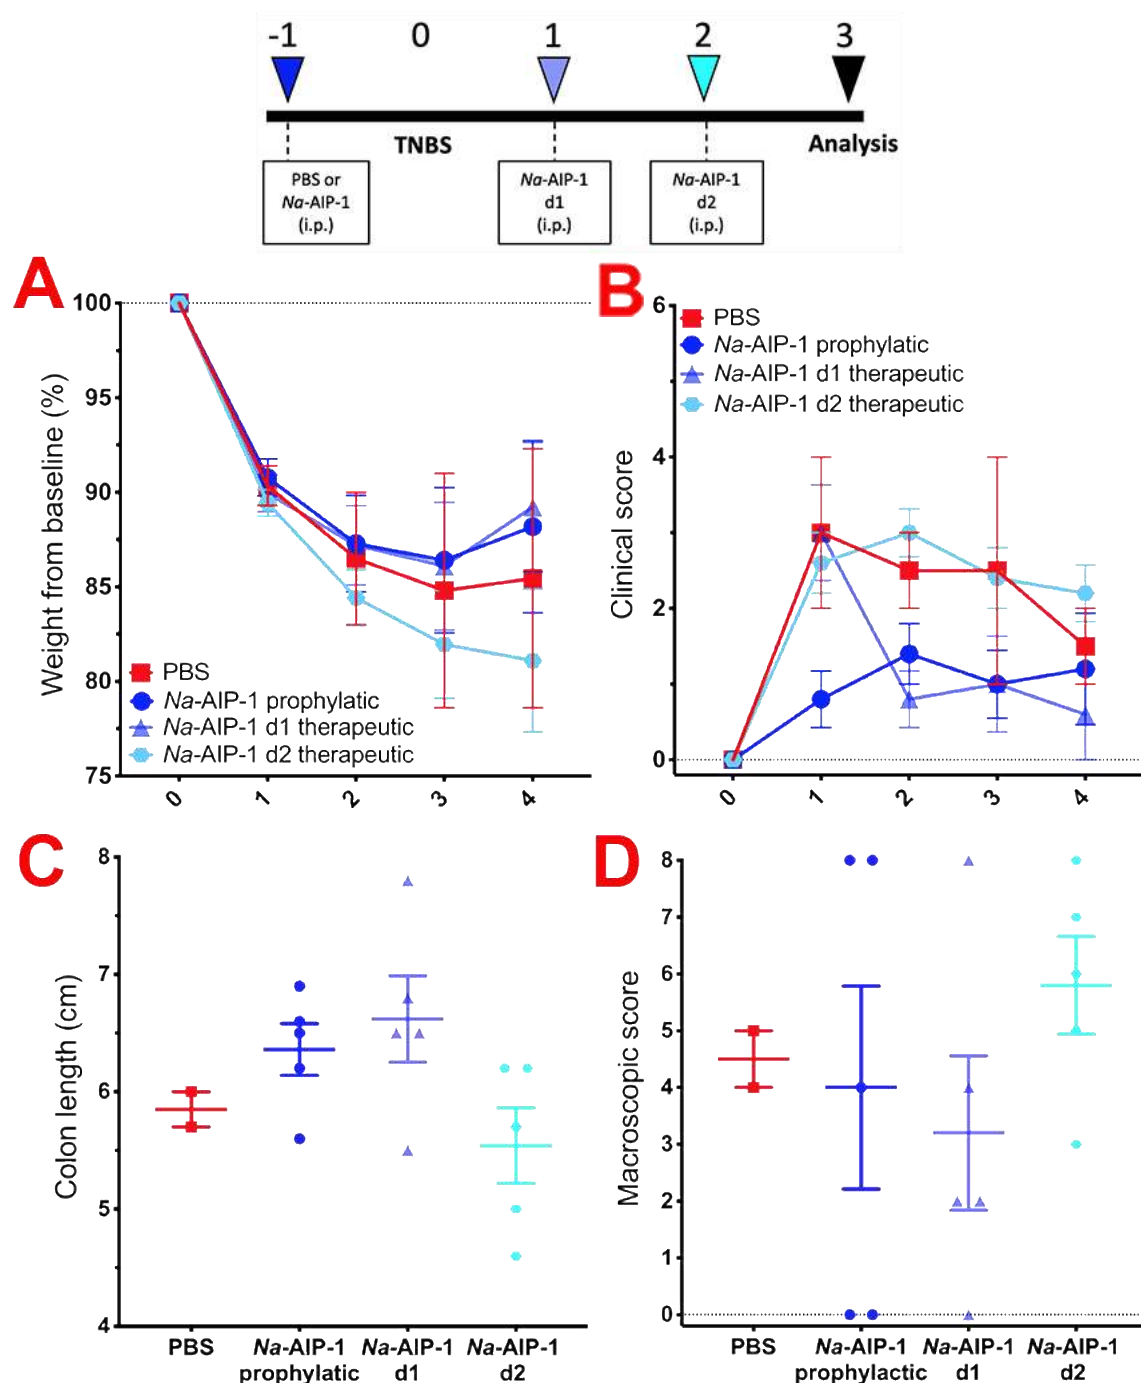 -1 0 1 2 3
TNBS
Analysis
PBS or
Na-AIP-1
(i.p.)
Na-AIP-1
d1
(i.p.)
Na-AIP-1
d2
(i.p.)
A
Weight from baseline (%)
100
95
90
85
80
75
PBS
Na-AIP-1 prophylatic
Na-AIP-1 d1 therapeutic
Na-AIP-1 d2 therapeutic
0 1 2 3 4
B
Clinical score
6
4
2
0
PBS
Na-AIP-1 prophylatic
Na-AIP-1 d1 therapeutic
Na-AIP-1 d2 therapeutic
0 1 2 3 4
C
Colon length (cm)
8
7
6
5
4
PBS
Na-AIP-1
prophylatic
Na-AIP-1
d1
Na-AIP-1
d2
D
Macroscopic score
8
7
6
5
4
3
2
1
0
PBS
Na-AIP-1
prophylactic
Na-AIP-1
d1
Na-AIP-1
d2